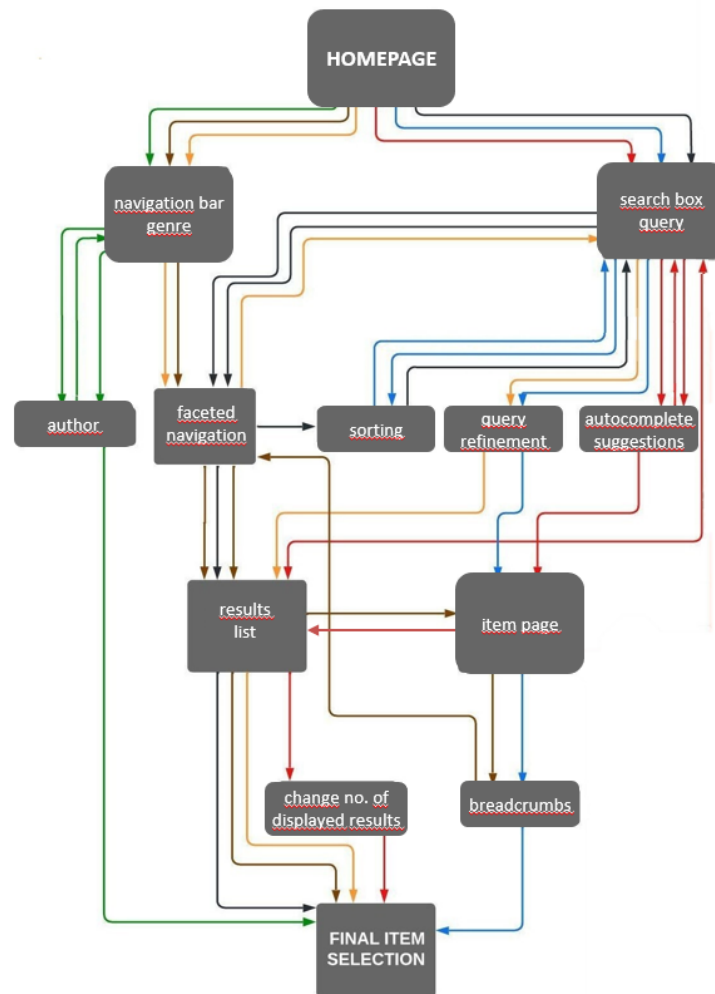 HOMEPAGE
navigation bar
genre
search box
query
author
faceted
navigation
sorting
query
refinement
autocomplete
suggestions
results
list
item page
change no. of
displayed results
breadcrumbs
FINAL ITEM
SELECTION